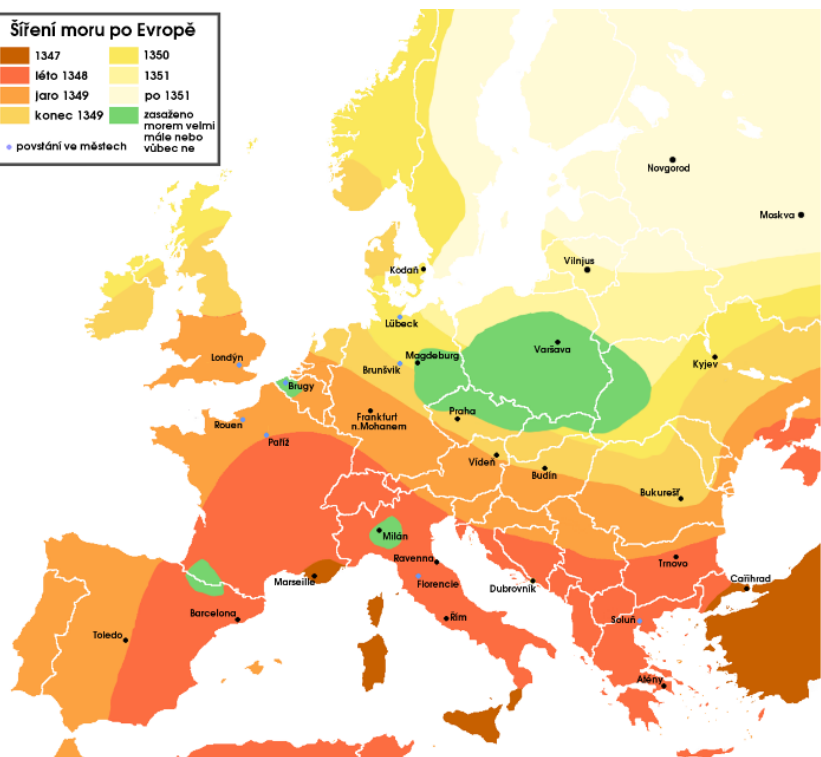 Šíření moru po Evropě
1347
léto 1348
jaro 1349
konec 1349
1350
1351
po 1351
zasaženo
morem velmi
mále nebo
vůbec ne
povstání ve městech
Novgorod
Moskva
Vilnjus
Kodaň
Lübeck
Varšava
Magdeburg
Londýn
Brunšvik
Kyjev
Brugy
Praha
Frankfurt
n.Mohanem
Rouen
Paříž
Vídeň
Budín
Bukurešť
Milán
Ravenna
Trnovo
Marseille
Florencie
Dubrovnik
Cařihrad
Barcelona
Řím
Soluň
Toledo
Atény